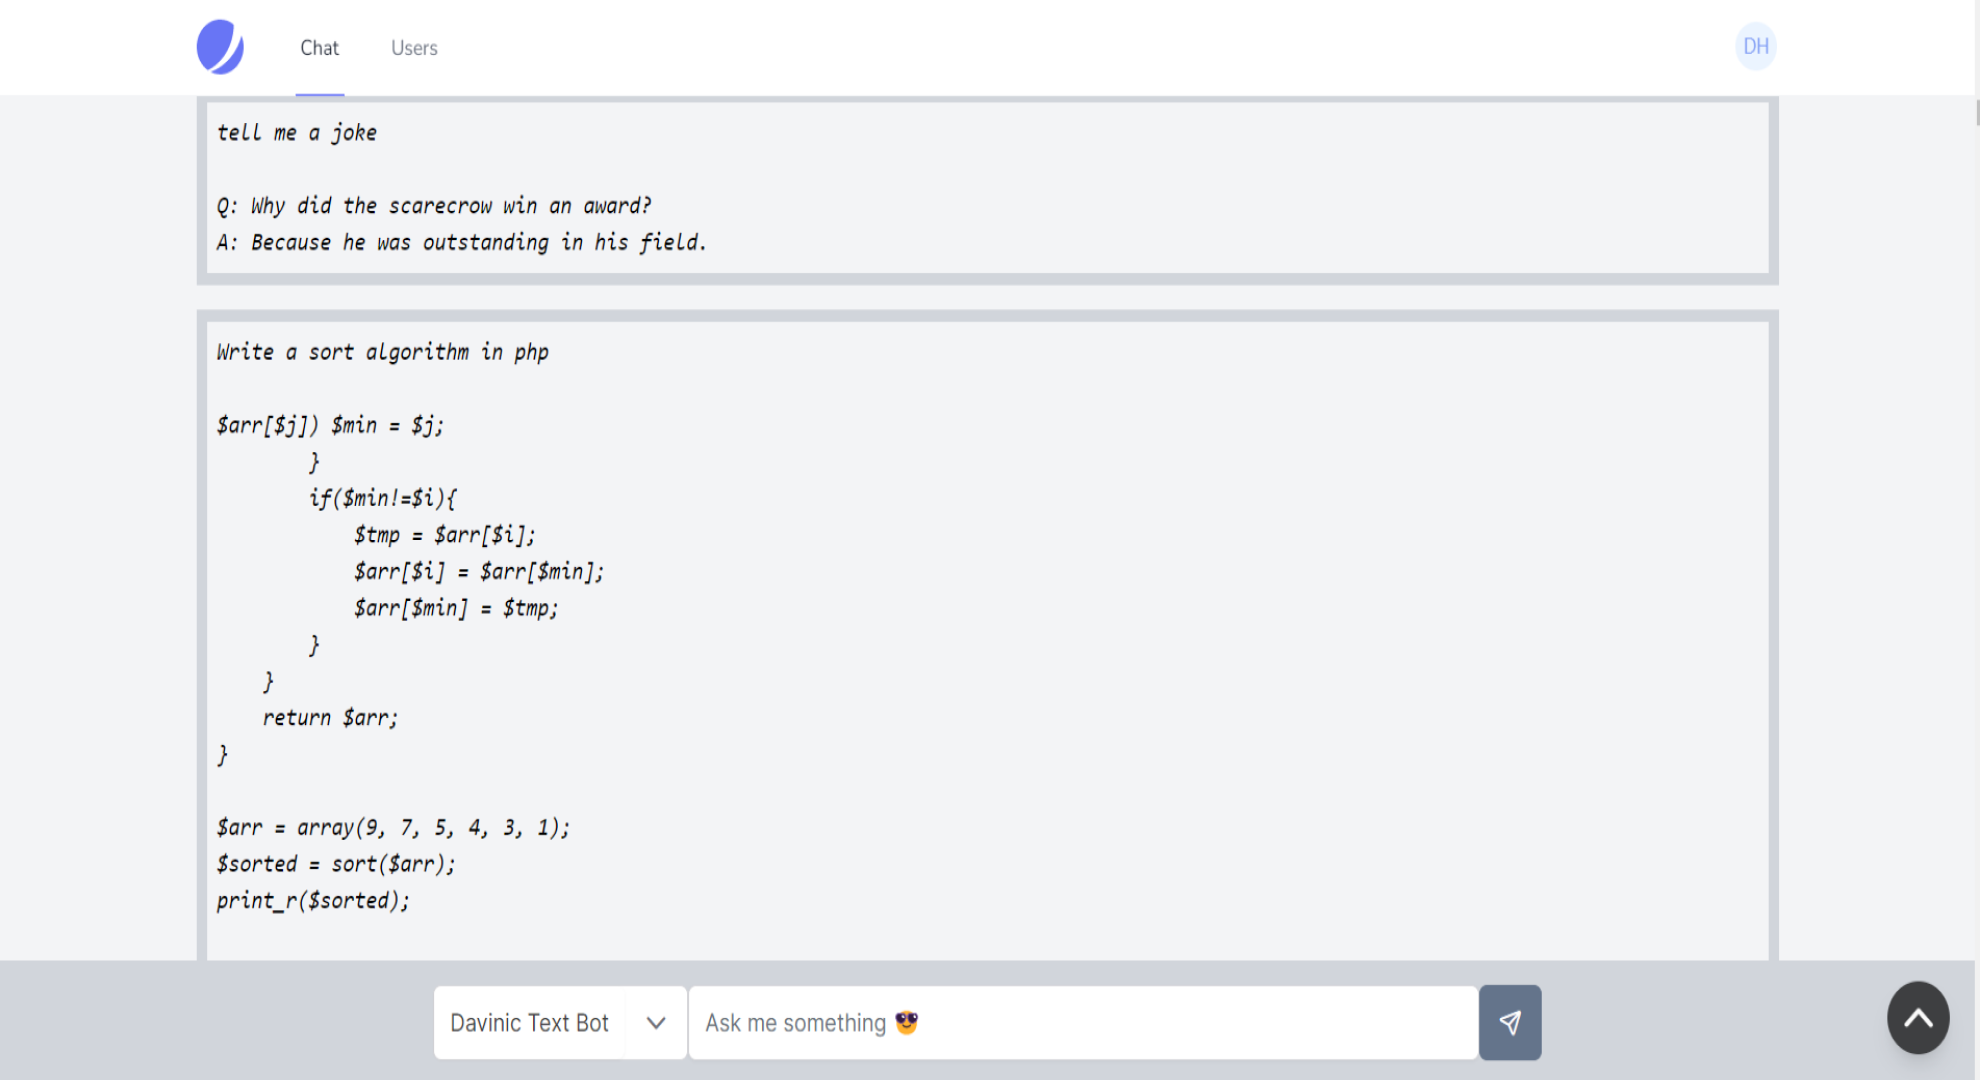 Chat Users DH
tell me a joke
Q: Why did the scarecrow win an award?
A: Because he was outstanding in his field.
Write a sort algorithm in php
$arr[$j]) $min = $j;
        }
        if($min!=$i){
            $tmp = $arr[$i];
            $arr[$i] = $arr[$min];
            $arr[$min] = $tmp;
        }
    }
    return $arr;
}
$arr = array(9, 7, 5, 4, 3, 1);
$sorted = sort($arr);
print_r($sorted);
Davinic Text Bot Ask me something 😎